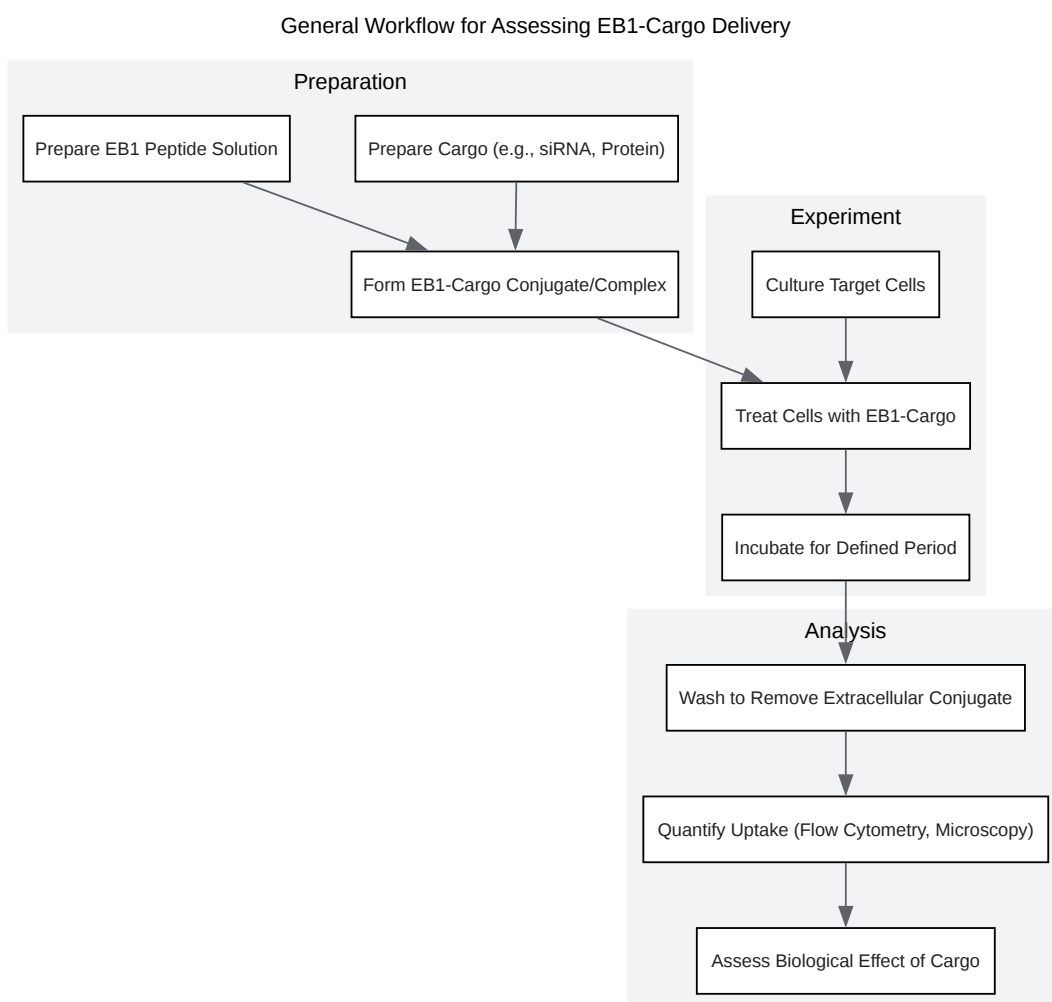 General Workflow for Assessing EB1-Cargo Delivery
Preparation
Prepare EB1 Peptide Solution
Prepare Cargo (e.g., siRNA, Protein)
Form EB1-Cargo Conjugate/Complex
Experiment
Culture Target Cells
Treat Cells with EB1-Cargo
Incubate for Defined Period
Analysis
Wash to Remove Extracellular Conjugate
Quantify Uptake (Flow Cytometry, Microscopy)
Assess Biological Effect of Cargo